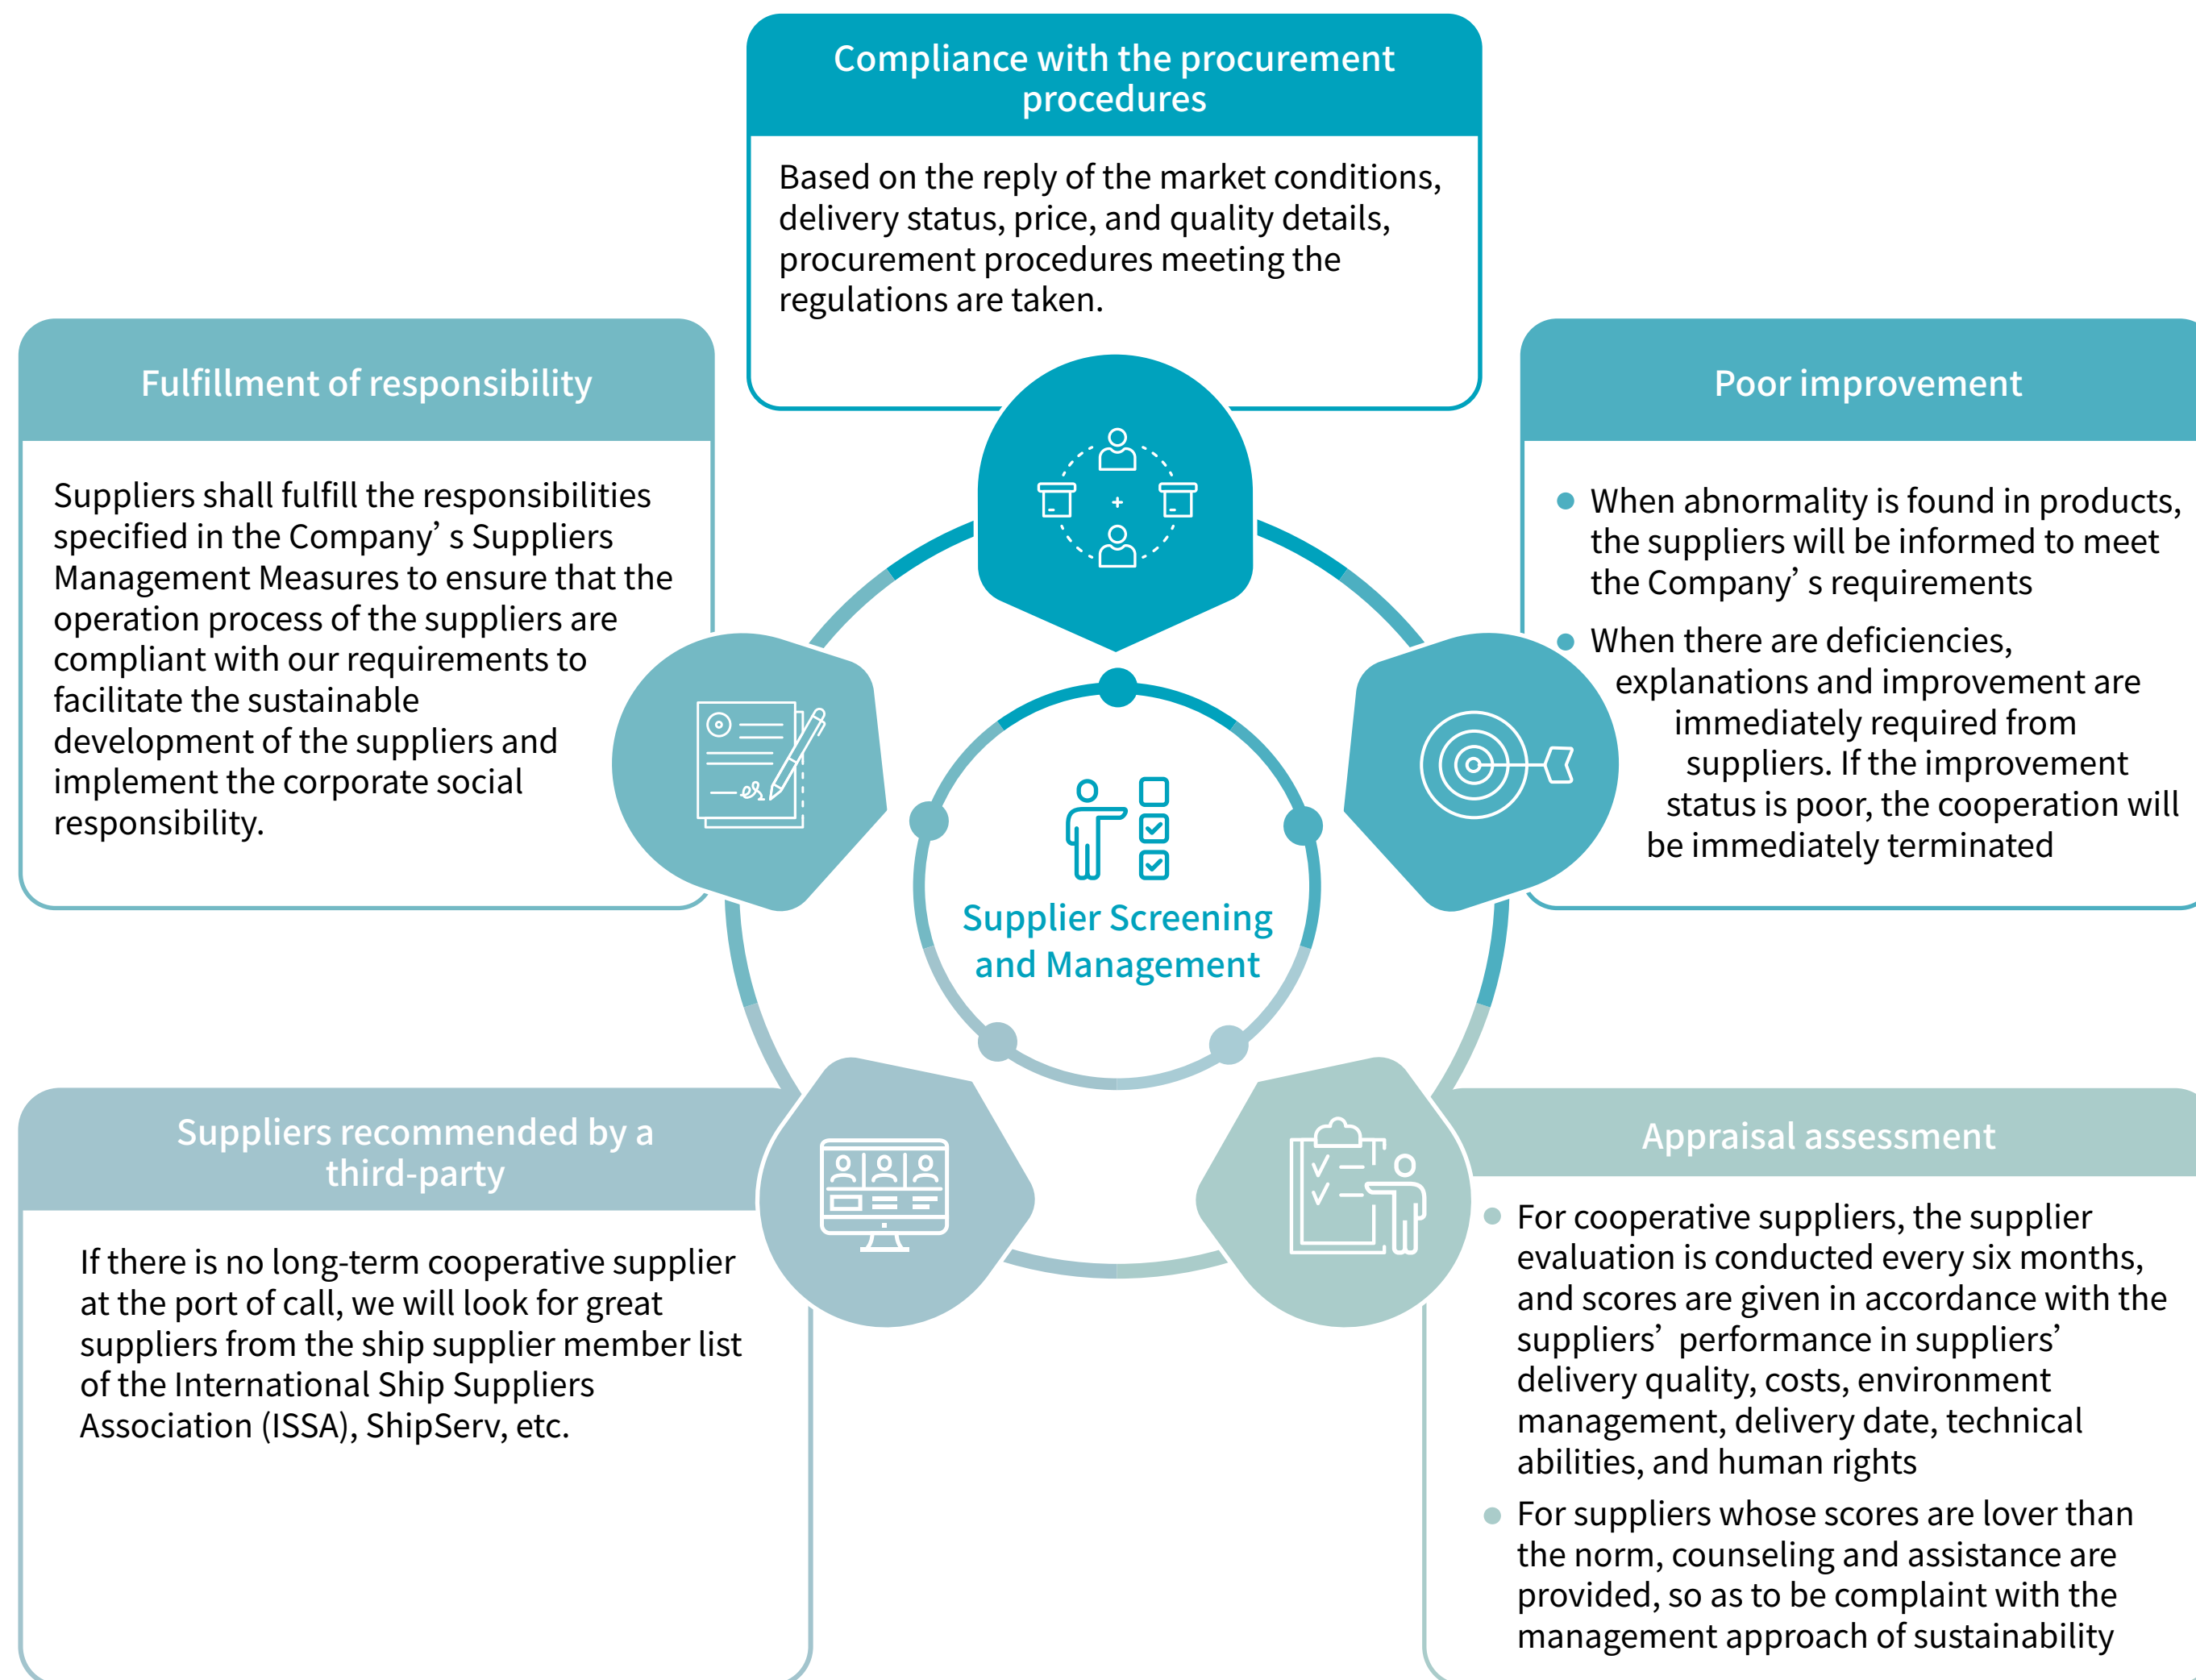 Compliance with the procurement
procedures
Based on the reply of the market conditions,
delivery status, price, and quality details,
procurement procedures meeting the
regulations are taken.
Fulfillment of responsibility
Suppliers shall fulfill the responsibilities
specified in the Company’s Suppliers
Management Measures to ensure that the
operation process of the suppliers are
compliant with our requirements to
facilitate the sustainable
development of the suppliers and
implement the corporate social
responsibility.
Poor improvement
● When abnormality is found in products,
the suppliers will be informed to meet
the Company’s requirements
● When there are deficiencies,
explanations and improvement are
immediately required from
suppliers. If the improvement
status is poor, the cooperation will
be immediately terminated
Supplier Screening
and Management
Suppliers recommended by a
third-party
If there is no long-term cooperative supplier
at the port of call, we will look for great
suppliers from the ship supplier member list
of the International Ship Suppliers
Association (ISSA), ShipServ, etc.
Appraisal assessment
● For cooperative suppliers, the supplier
evaluation is conducted every six months,
and scores are given in accordance with the
suppliers’ performance in suppliers’
delivery quality, costs, environment
management, delivery date, technical
abilities, and human rights
● For suppliers whose scores are lover than
the norm, counseling and assistance are
provided, so as to be complaint with the
management approach of sustainability